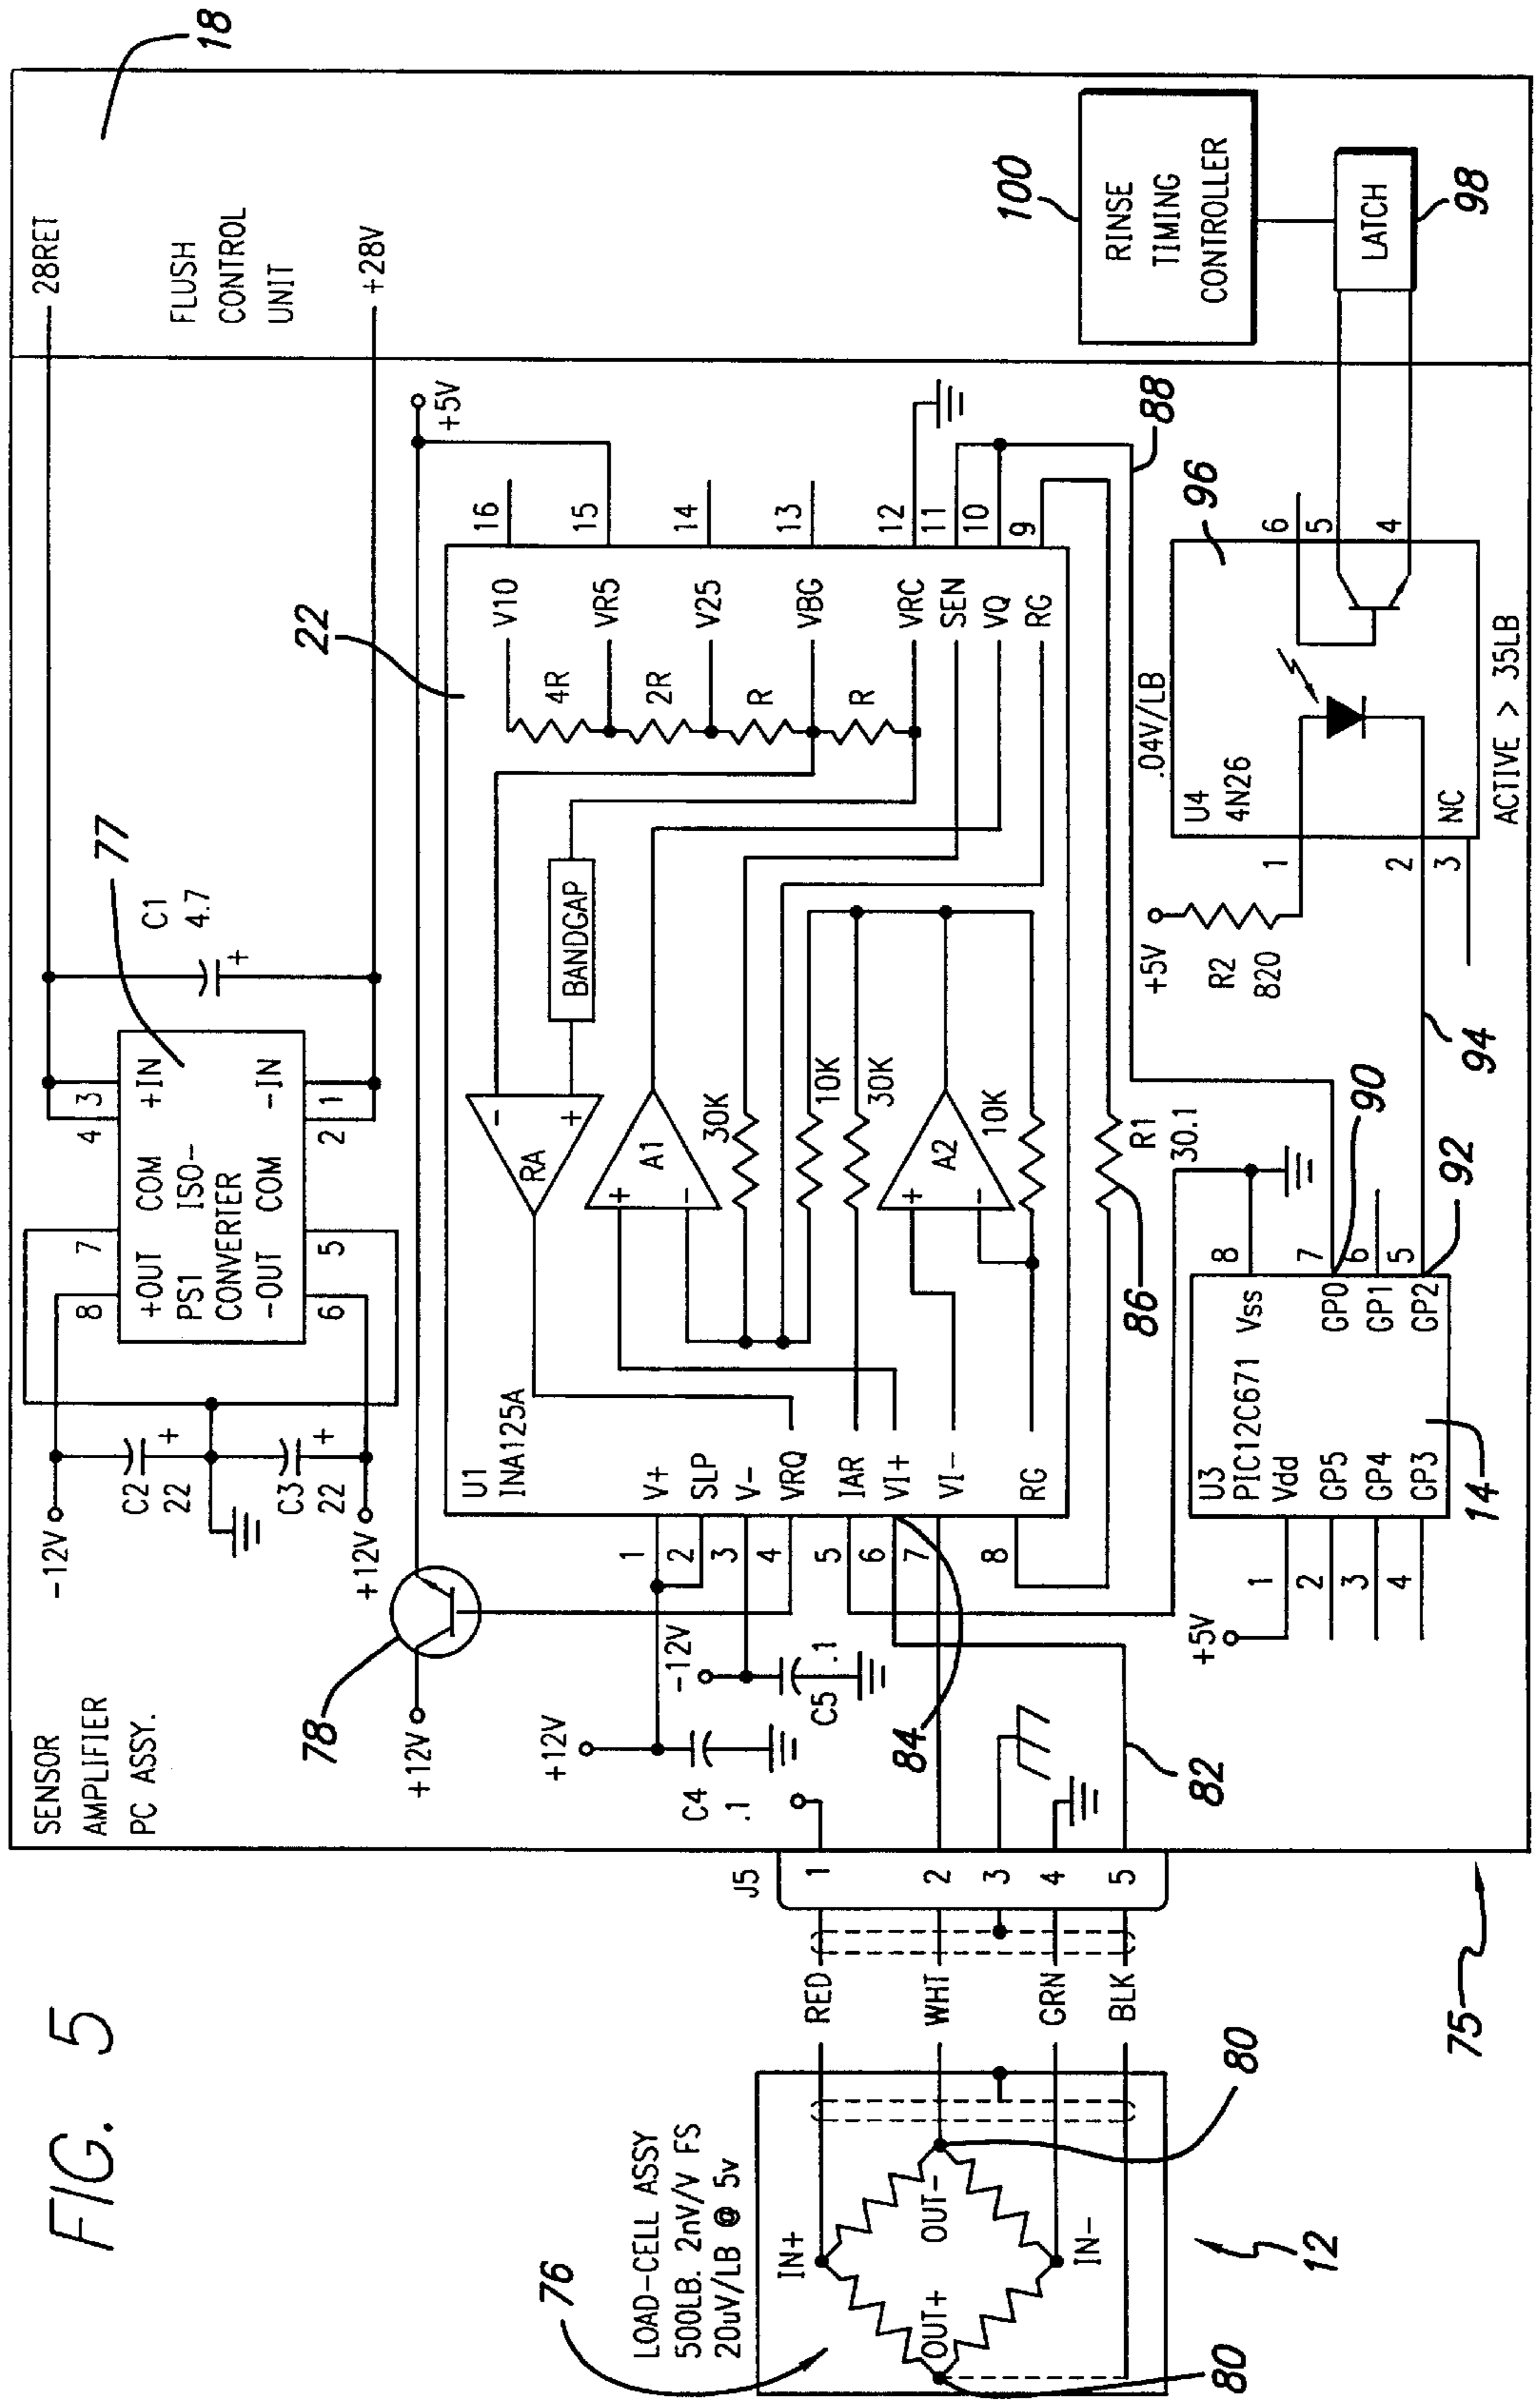 FIG. 5
SENSOR
AMPLIFIER
PC ASSY.
18
28RET
FLUSH
CONTROL
UNIT
+28V
77
C1
4.7
+
4
3
+IN
-IN
2
1
7
8
COM
+OUT
ISO-
PS1
CONVERTER
COM
-OUT
5
6
C2
22
+
C3
22
+
-12V
+12V
78
+12V
+5V
22
U1
INA125A
V+
SLP
V-
VRQ
IAR
VI+
VI-
RG
1
2
3
4
5
6
7
8
RA
-
+
BANDGAP
A1
+
-
30K
10K
30K
A2
+
-
10K
4R
2R
R
R
V10
VR5
V25
VBG
VRC
SEN
VQ
RG
16
15
14
13
12
11
10
9
+12V
C4
.1
-12V
C5
.1
84
82
86
R1
30.1
88
J5
1
2
3
4
5
RED
WHT
GRN
BLK
76
LOAD-CELL ASSY
500LB. 2nV/V FS
20uV/LB @ 5v
IN+
OUT-
OUT+
IN-
80
80
12
75
+5V
1
2
3
4
U3
PIC12C671
Vdd
Vss
GP5
GP0
GP4
GP1
GP3
GP2
8
7
6
5
14
90
92
94
+5V
R2
820
1
2
3
.04V/LB
U4
4N26
NC
96
6
5
4
ACTIVE > 35LB
100
RINSE
TIMING
CONTROLLER
LATCH
98